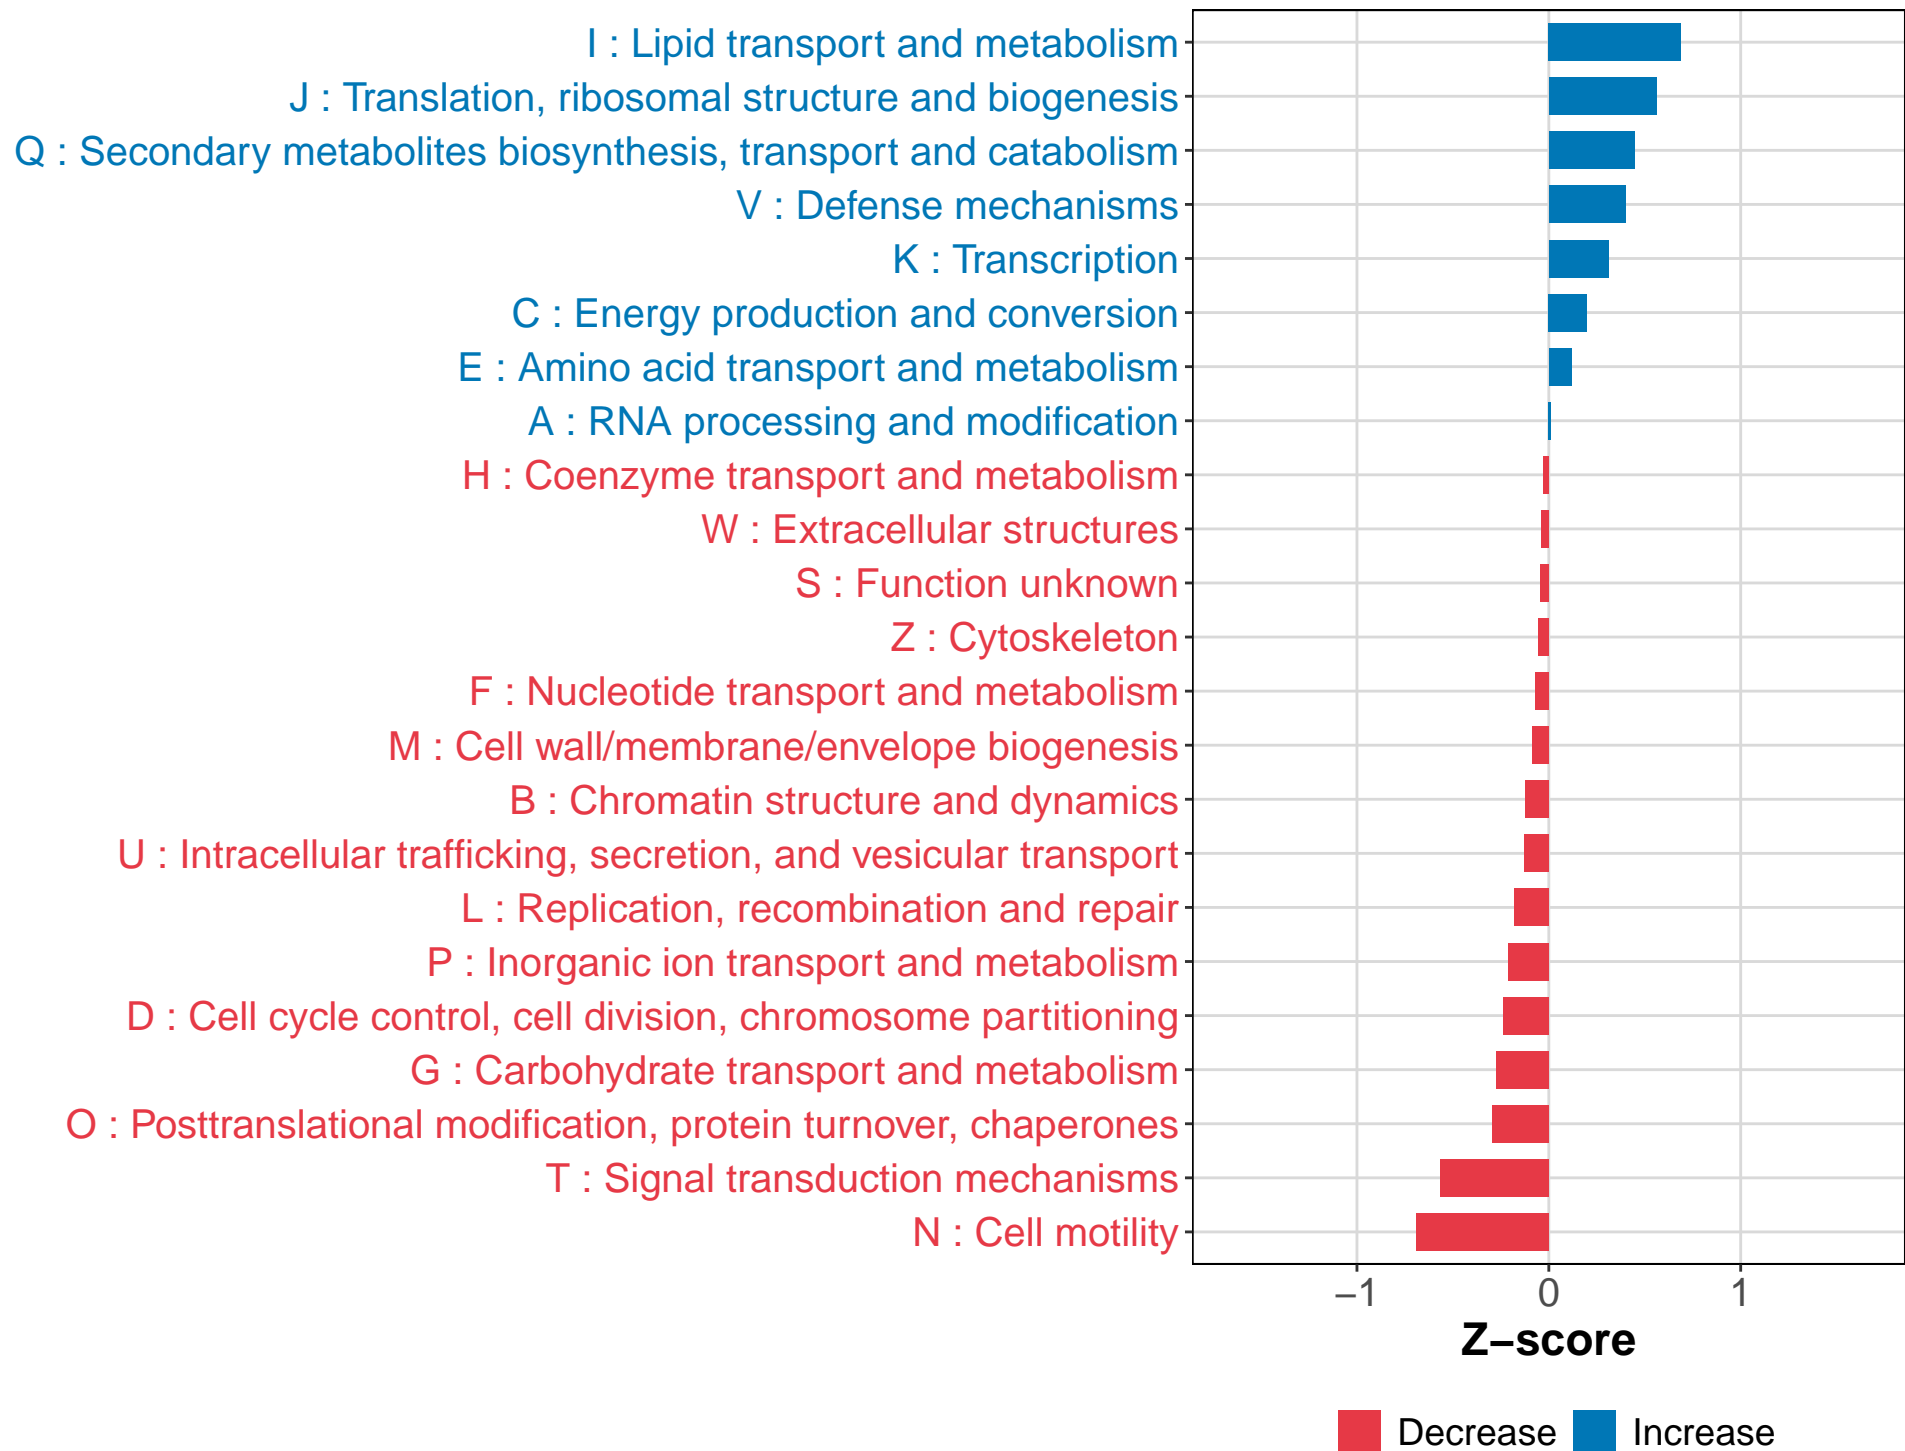 I : Lipid transport and metabolism
J : Translation, ribosomal structure and biogenesis
Q : Secondary metabolites biosynthesis, transport and catabolism
V : Defense mechanisms
K : Transcription
C : Energy production and conversion
E : Amino acid transport and metabolism
A : RNA processing and modification
H : Coenzyme transport and metabolism
W : Extracellular structures
S : Function unknown
Z : Cytoskeleton
F : Nucleotide transport and metabolism
M : Cell wall/membrane/envelope biogenesis
B : Chromatin structure and dynamics
U : Intracellular trafficking, secretion, and vesicular transport
L : Replication, recombination and repair
P : Inorganic ion transport and metabolism
D : Cell cycle control, cell division, chromosome partitioning
G : Carbohydrate transport and metabolism
O : Posttranslational modification, protein turnover, chaperones
T : Signal transduction mechanisms
N : Cell motility
−1 0 1
Z−score
Decrease Increase